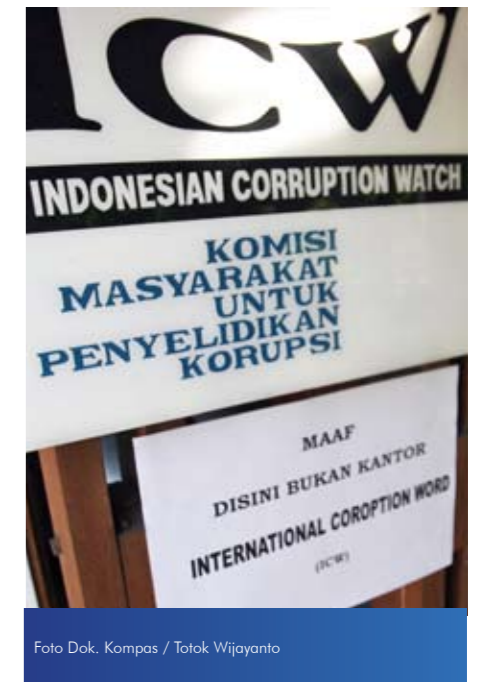 ICW
INDONESIAN CORRUPTION WATCH
KOMISI
MASYARAKAT
UNTUK
PENYELIDIKAN
KORUPSI
MAAF
DISINI BUKAN KANTOR
INTERNATIONAL COROPTION WORD
(ICW)
Foto Dok. Kompas / Totok Wijayanto